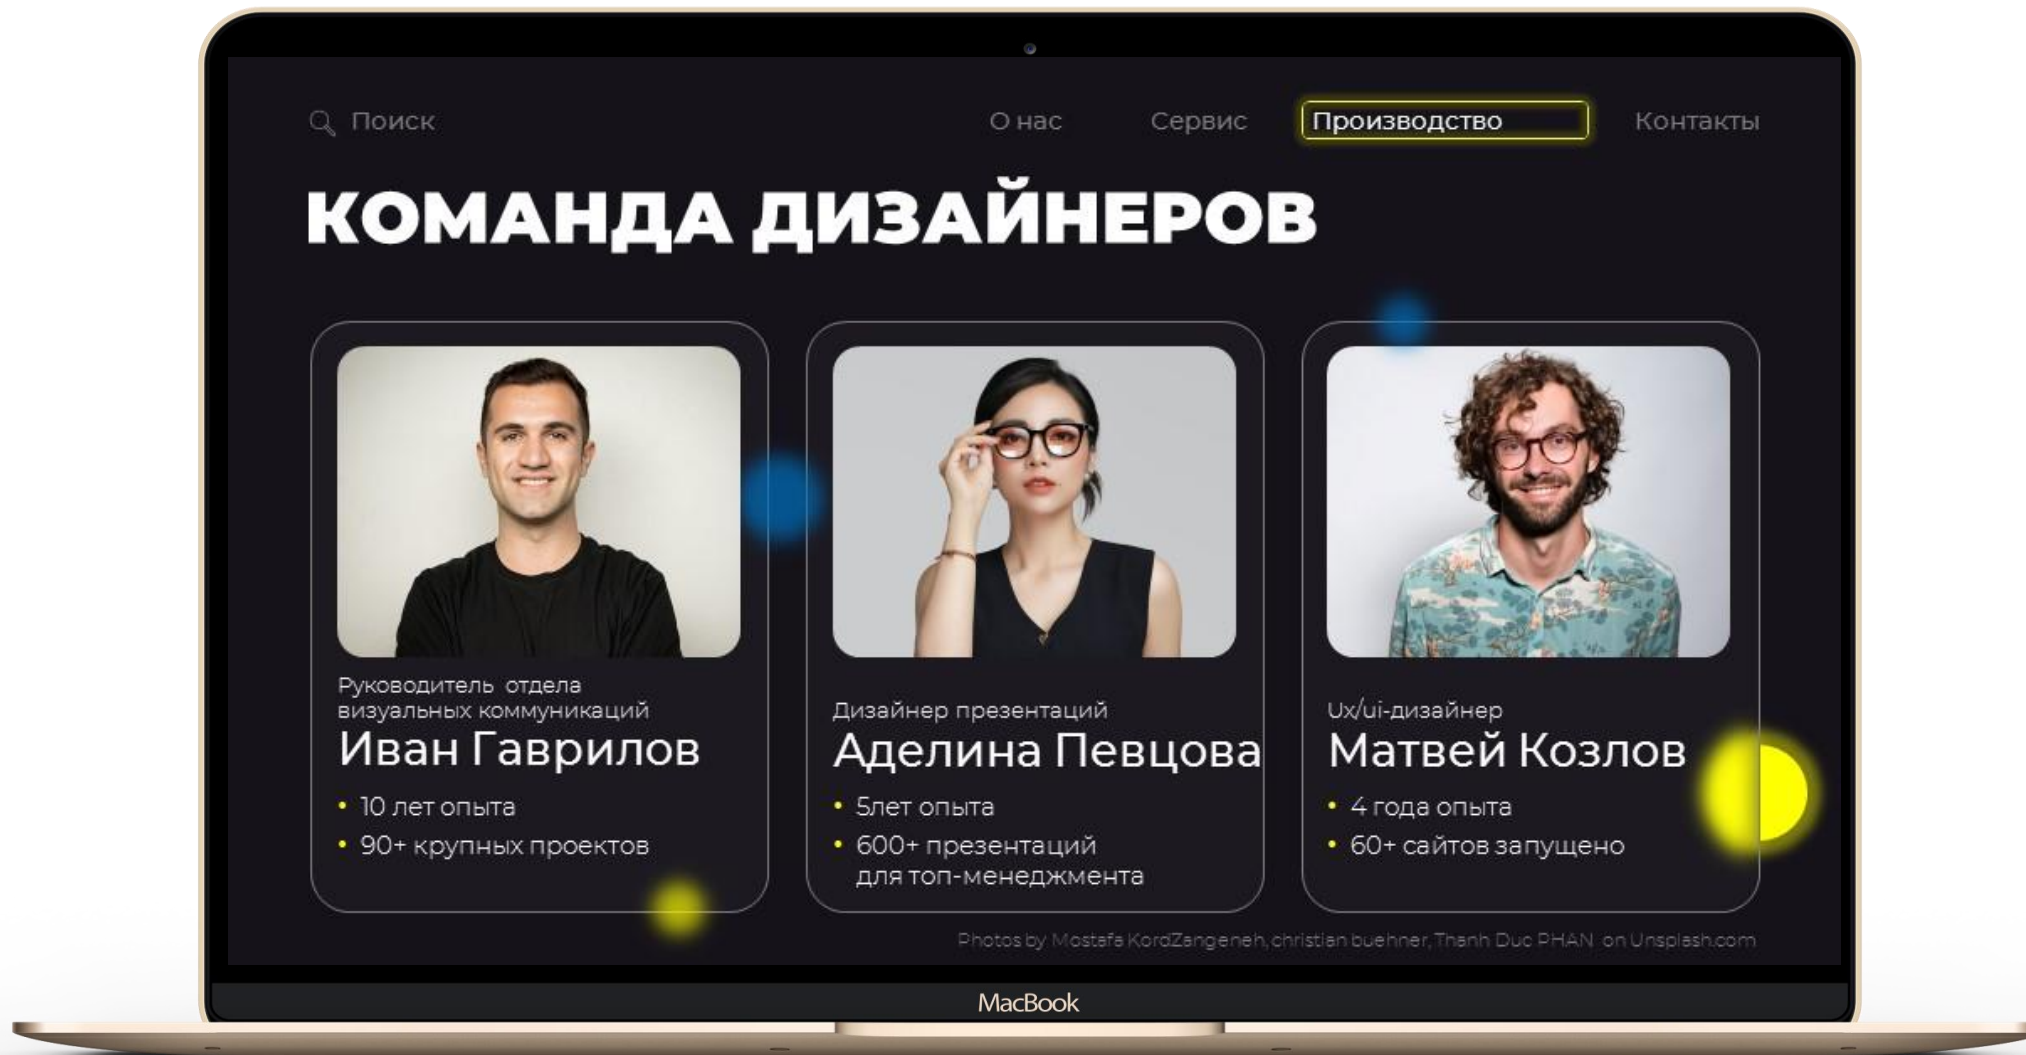 Поиск
О нас
Сервис
Производство
Контакты
КОМАНДА ДИЗАЙНЕРОВ
Руководитель отдела
визуальных коммуникаций
Иван Гаврилов
• 10 лет опыта
• 90+ крупных проектов
Дизайнер презентаций
Аделина Певцова
• 5лет опыта
• 600+ презентаций
для топ-менеджмента
Ux/ui-дизайнер
Матвей Козлов
• 4 года опыта
• 60+ сайтов запущено
Photos by Mostafa KordZangeneh, christian buehner, Thanh Duc PHAN on Unsplash.com
MacBook